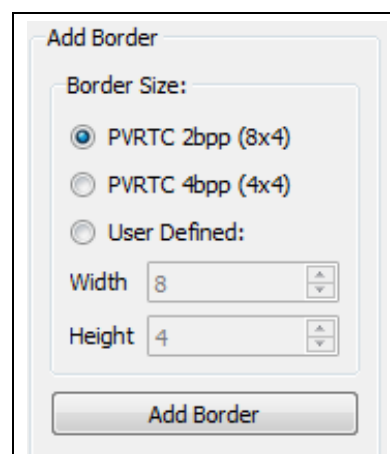 Add Border
Border Size:
PVRTC 2bpp (8x4)
PVRTC 4bpp (4x4)
User Defined:
Width 8
Height 4
Add Border